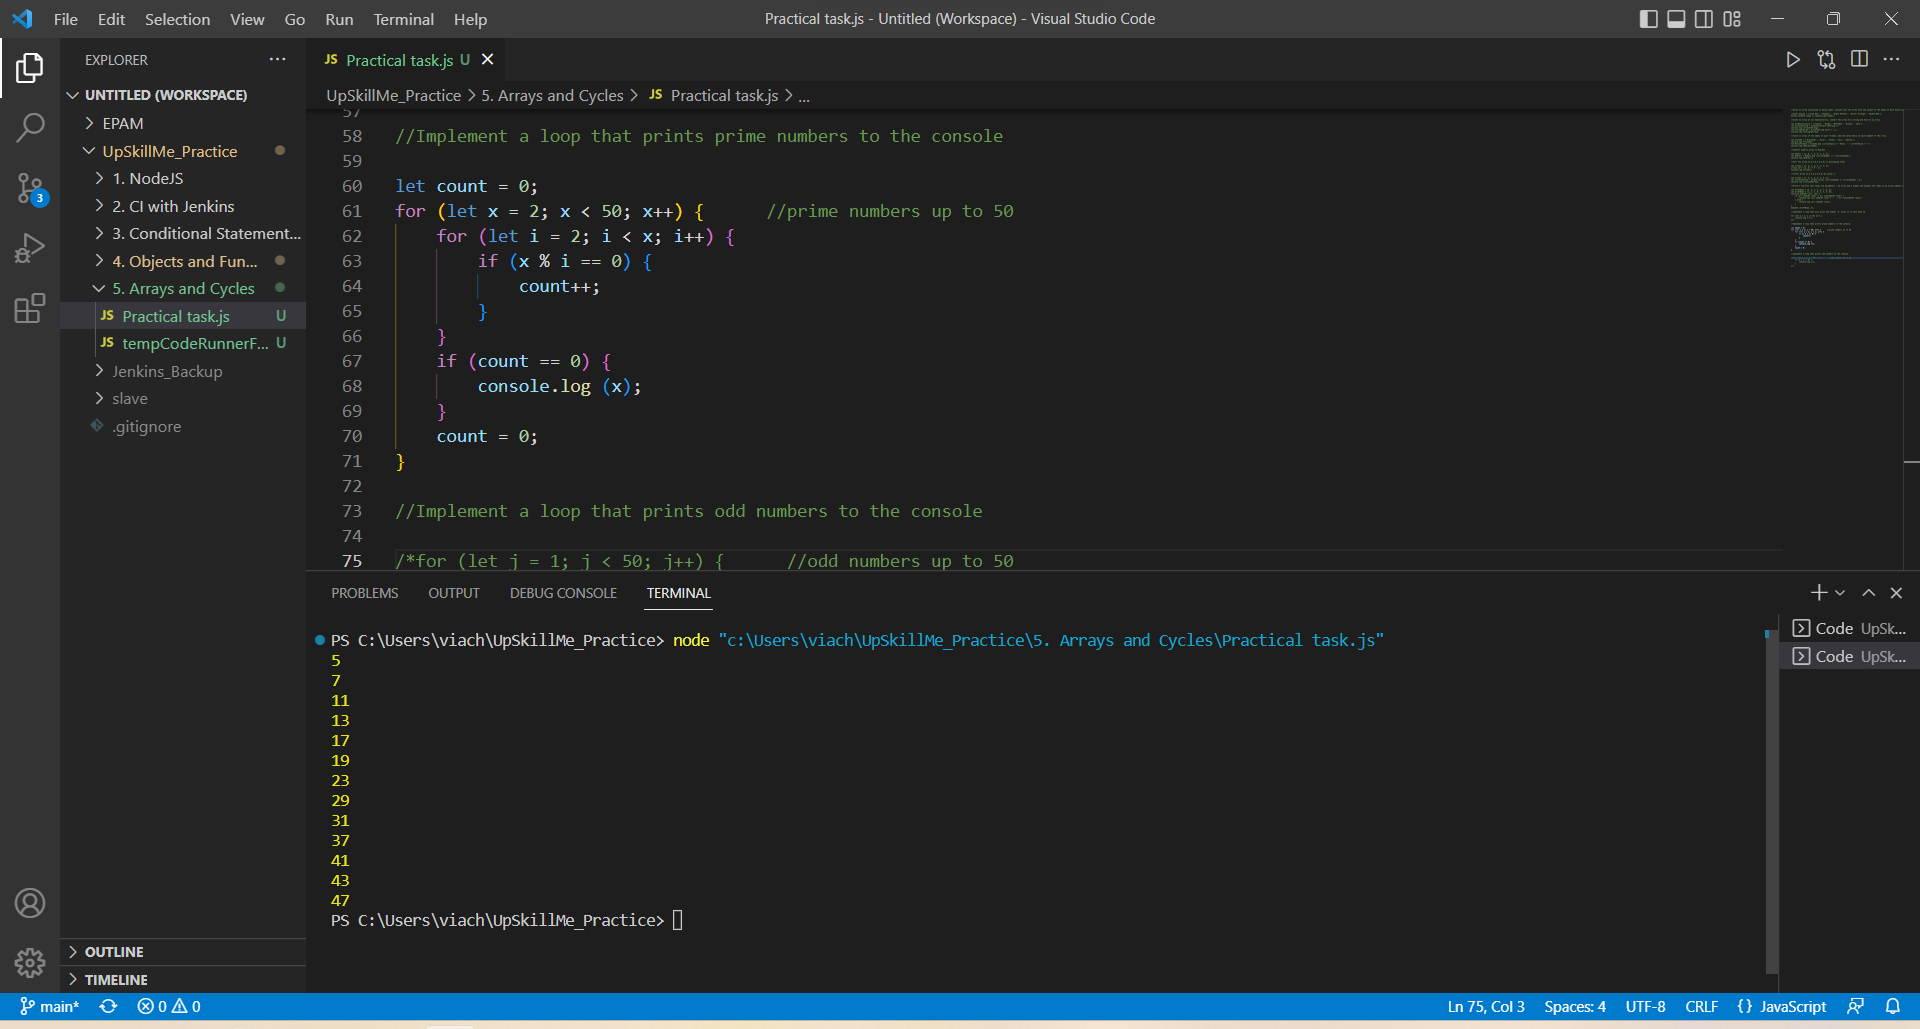 File Edit Selection View Go Run Terminal Help
Practical task.js - Untitled (Workspace) - Visual Studio Code
EXPLORER
UNTITLED (WORKSPACE)
EPAM
UpSkillMe_Practice
1. NodeJS
2. CI with Jenkins
3. Conditional Statement...
4. Objects and Fun...
5. Arrays and Cycles
JS Practical task.js U
JS tempCodeRunnerF... U
Jenkins_Backup
slave
.gitignore
OUTLINE
TIMELINE
3
JS Practical task.js U
UpSkillMe_Practice > 5. Arrays and Cycles > JS Practical task.js > ...
57
58 //Implement a loop that prints prime numbers to the console
59
60 let count = 0;
61 for (let x = 2; x < 50; x++) { //prime numbers up to 50
62 for (let i = 2; i < x; i++) {
63 if (x % i == 0) {
64 count++;
65 }
66 }
67 if (count == 0) {
68 console.log (x);
69 }
70 count = 0;
71 }
72
73 //Implement a loop that prints odd numbers to the console
74
75 /*for (let j = 1; j < 50; j++) { //odd numbers up to 50
PROBLEMS OUTPUT DEBUG CONSOLE TERMINAL
PS C:\Users\viach\UpSkillMe_Practice> node "c:\Users\viach\UpSkillMe_Practice\5. Arrays and Cycles\Practical task.js"
5
7
11
13
17
19
23
29
31
37
41
43
47
PS C:\Users\viach\UpSkillMe_Practice>
Code UpSk...
Code UpSk...
main* 0 0
Ln 75, Col 3 Spaces: 4 UTF-8 CRLF {} JavaScript